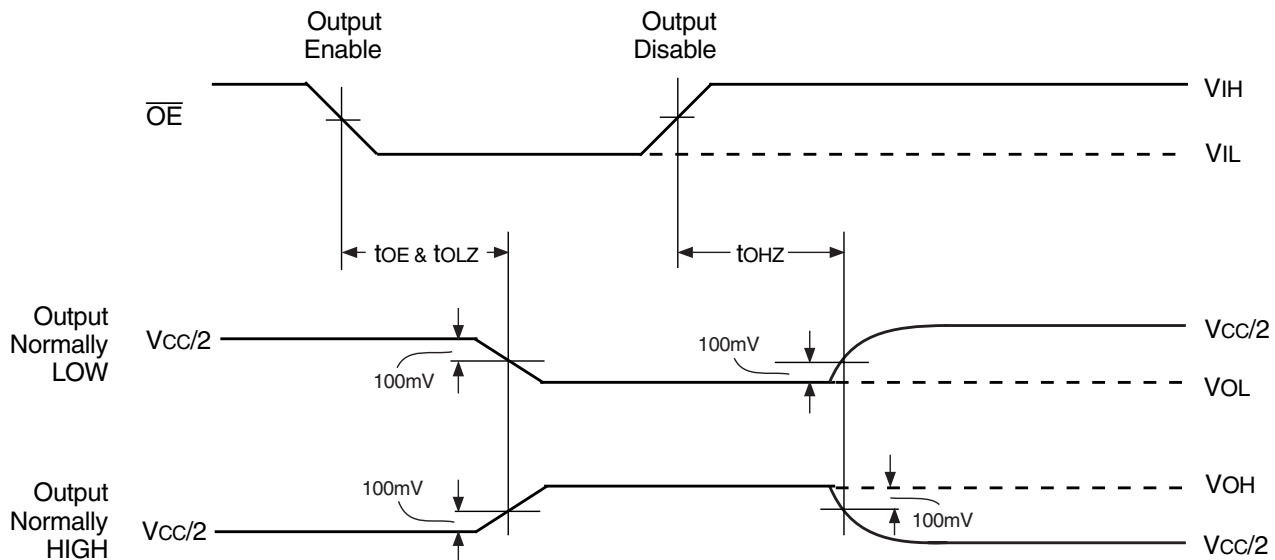 Output
Enable
Output
Disable
OE
VIH
VIL
tOE & tOLZ
tOHZ
Output
Normally
LOW
VCC/2
100mV
100mV
VCC/2
VOL
Output
Normally
HIGH
VCC/2
100mV
VOH
100mV
VCC/2